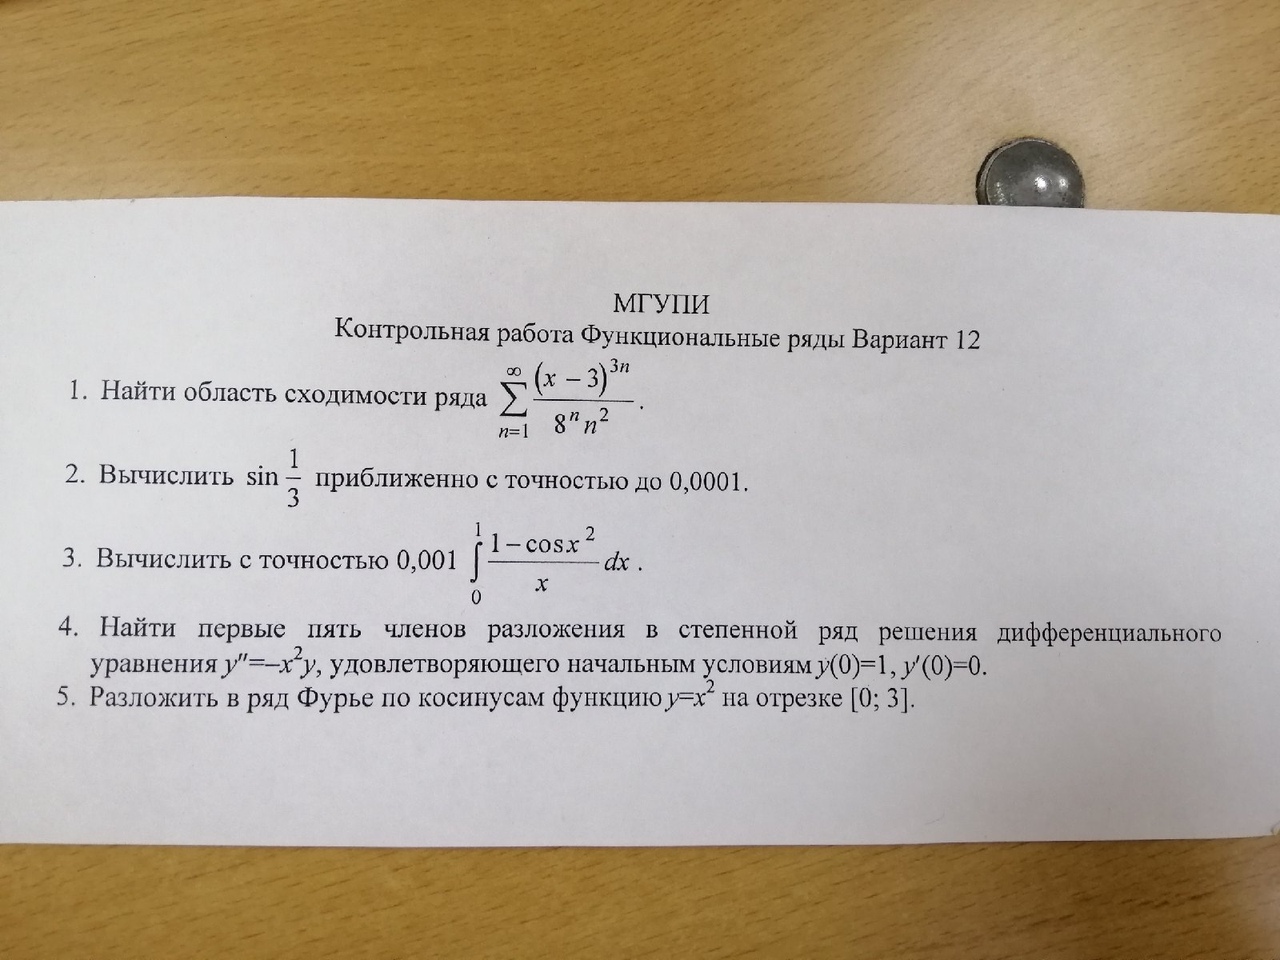 МГУПИ
Контрольная работа Функциональные ряды Вариант 12
1. Найти область сходимости ряда $\sum_{n=1}^{\infty} \frac{(x-3)^{3n}}{8^n n^2}$.
2. Вычислить $\sin \frac{1}{3}$ приближенно с точностью до 0,0001.
3. Вычислить с точностью 0,001 $\int_0^1 \frac{1-\cos x^2}{x} dx$.
4. Найти первые пять членов разложения в степенной ряд решения дифференциального
уравнения y″=–x²y, удовлетворяющего начальным условиям y(0)=1, y′(0)=0.
5. Разложить в ряд Фурье по косинусам функцию y=x² на отрезке [0; 3].